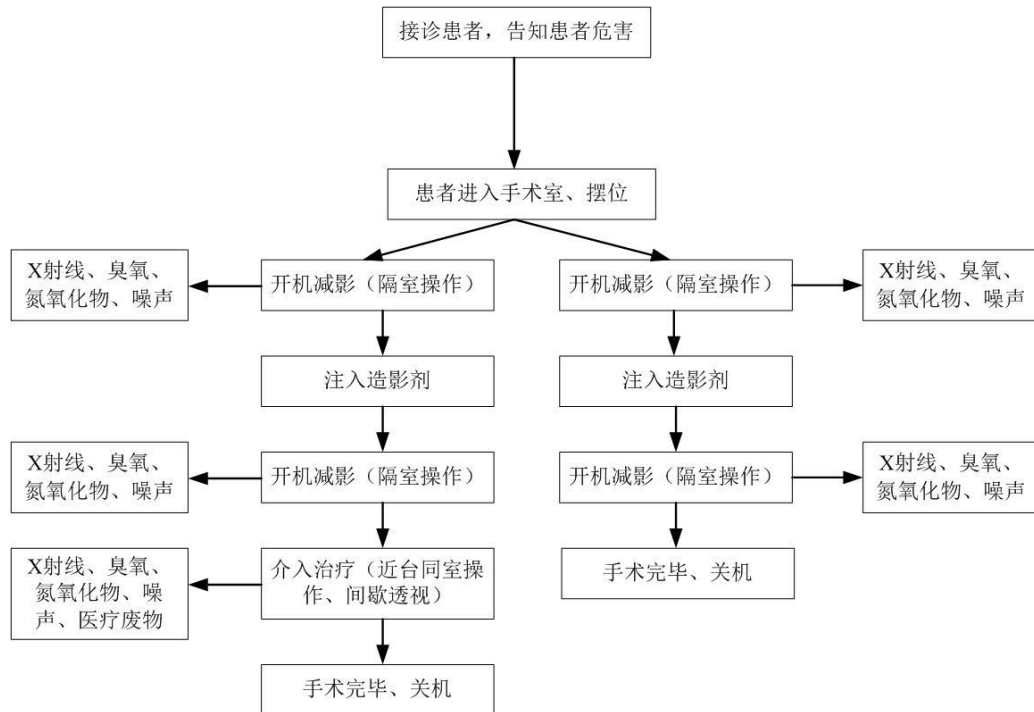 接诊患者，告知患者危害
患者进入手术室、摆位
X射线、臭氧、
氮氧化物、噪声
开机减影（隔室操作）
开机减影（隔室操作）
X射线、臭氧、
氮氧化物、噪声
注入造影剂
注入造影剂
X射线、臭氧、
氮氧化物、噪声
开机减影（隔室操作）
开机减影（隔室操作）
X射线、臭氧、
氮氧化物、噪声
X射线、臭氧、
氮氧化物、噪
声、医疗废物
介入治疗（近台同室操
作、间歇透视）
手术完毕、关机
手术完毕、关机